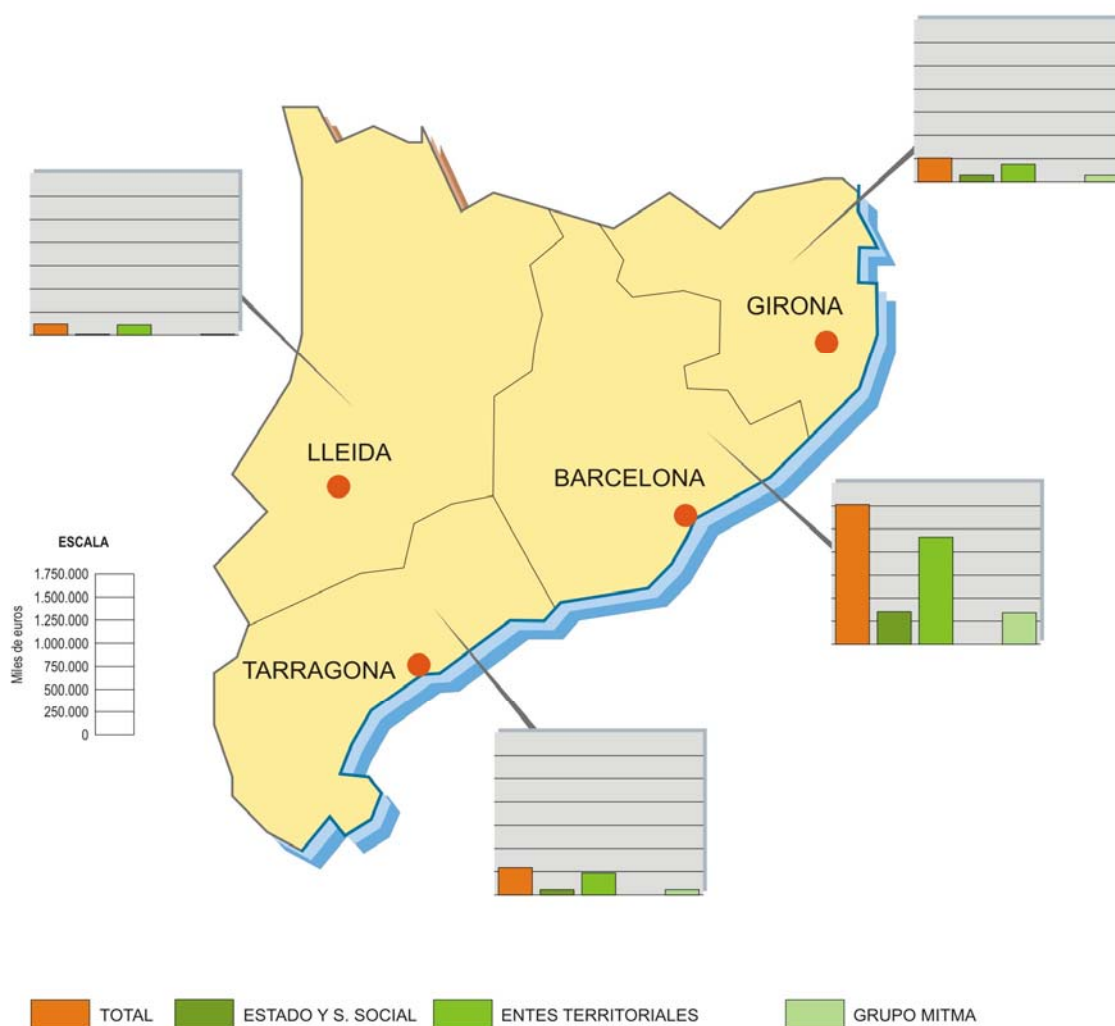 GIRONA
LLEIDA
BARCELONA
TARRAGONA
ESCALA
Miles de euros
1.750.000
1.500.000
1.250.000
1.000.000
750.000
500.000
250.000
0
TOTAL
ESTADO Y S. SOCIAL
ENTES TERRITORIALES
GRUPO MITMA